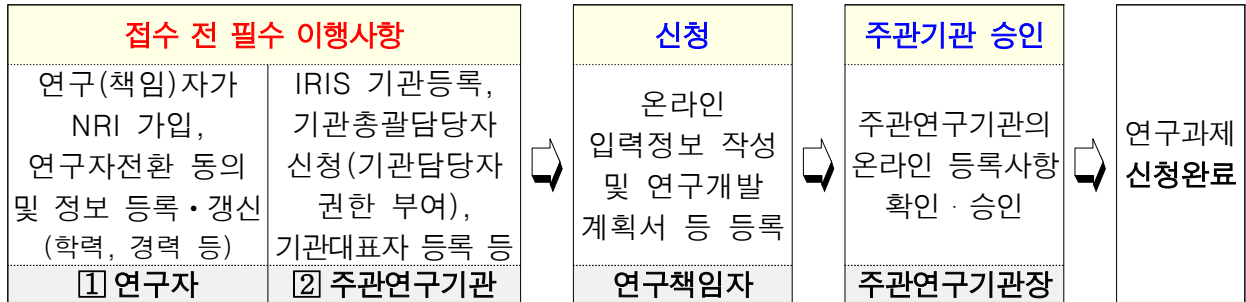 접수 전 필수 이행사항
연구(책임)자가
NRI 가입,
연구자전환 동의
및 정보 등록・갱신
(학력, 경력 등)
1 연구자
IRIS 기관등록,
기관총괄담당자
신청(기관담당자
권한 부여),
기관대표자 등록 등
2 주관연구기관
신청
온라인
입력정보 작성
및 연구개발
계획서 등 등록
연구책임자
주관기관 승인
주관연구기관의
온라인 등록사항
확인·승인
주관연구기관장
연구과제
신청완료